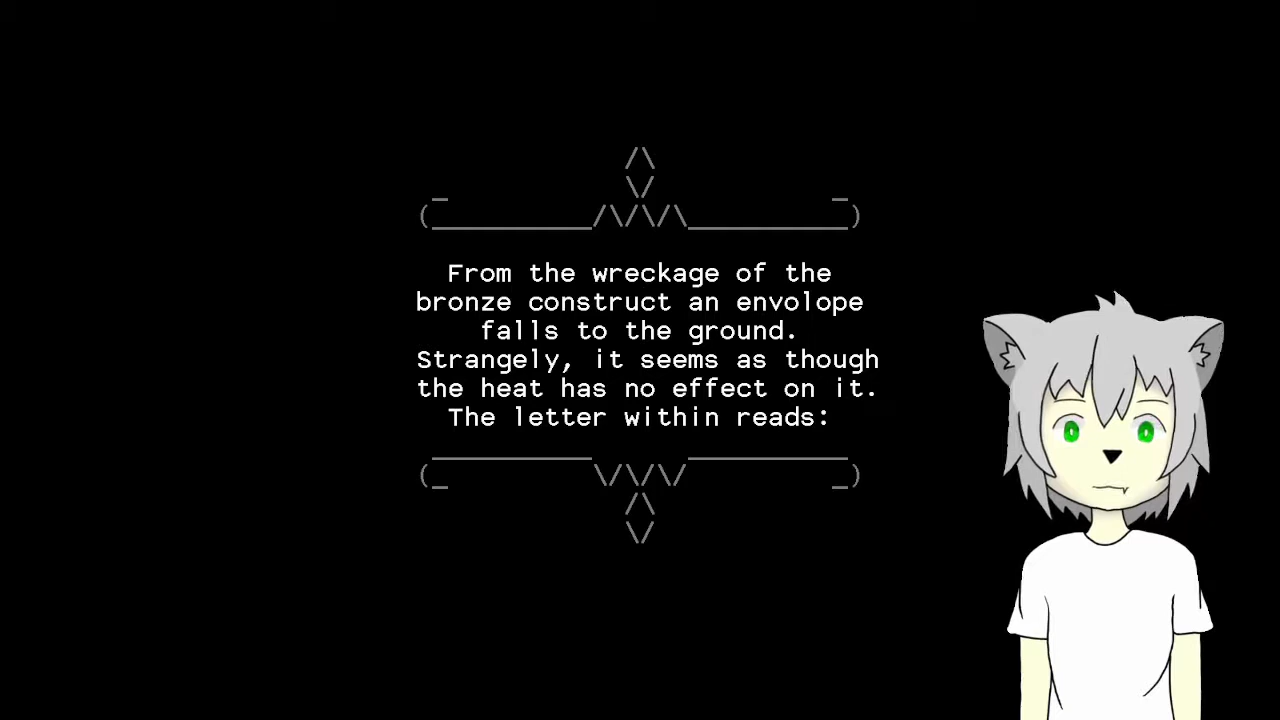 From the wreckage of the
bronze construct an envolope
falls to the ground.
Strangely, it seems as though
the heat has no effect on it.
The letter within reads: